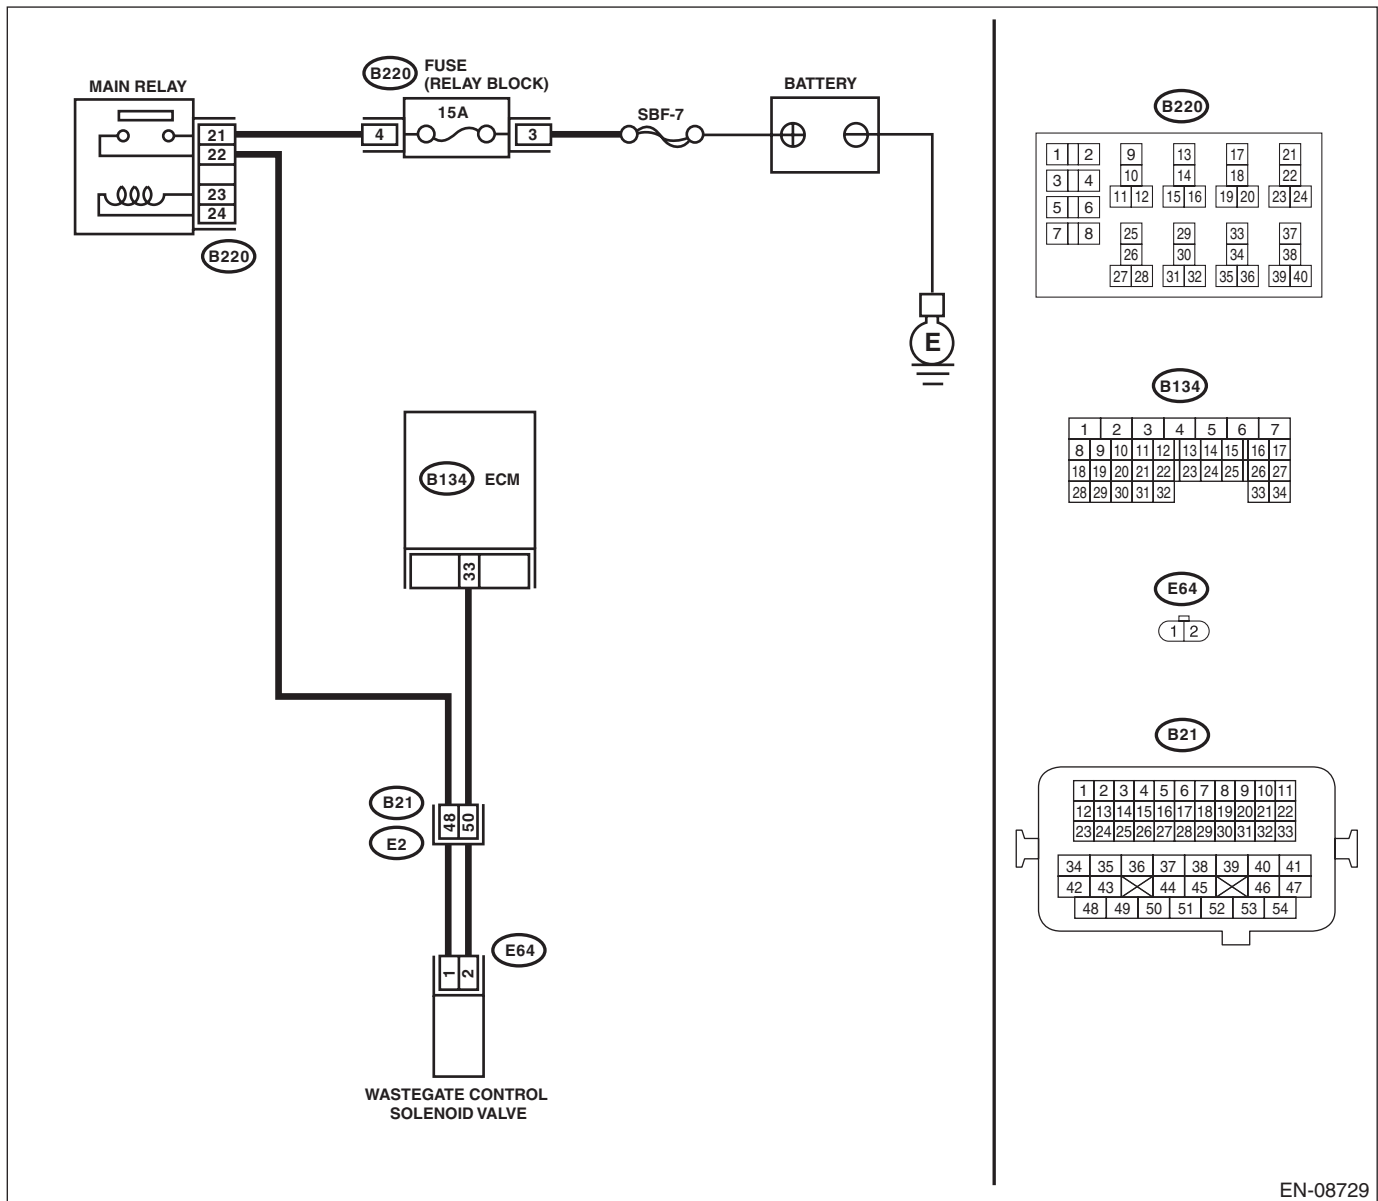 B220
FUSE
(RELAY BLOCK)
MAIN RELAY
BATTERY
15A
SBF-7
21
22
23
24
4
3
B220
E
B134 ECM
33
B21
E2
48 50
E64
1 2
WASTEGATE CONTROL
SOLENOID VALVE
B220
1 2 9 13 17 21
10 14 18 22
3 4
11 12 15 16 19 20 23 24
5 6
7 8 25 29 33 37
26 30 34 38
27 28 31 32 35 36 39 40
B134
1 2 3 4 5 6 7
8 9 10 11 12 13 14 15 16 17
18 19 20 21 22 23 24 25 26 27
28 29 30 31 32 33 34
E64
1 2
B21
1 2 3 4 5 6 7 8 9 10 11
12 13 14 15 16 17 18 19 20 21 22
23 24 25 26 27 28 29 30 31 32 33
34 35 36 37 38 39 40 41
42 43 44 45 46 47
48 49 50 51 52 53 54
EN-08729